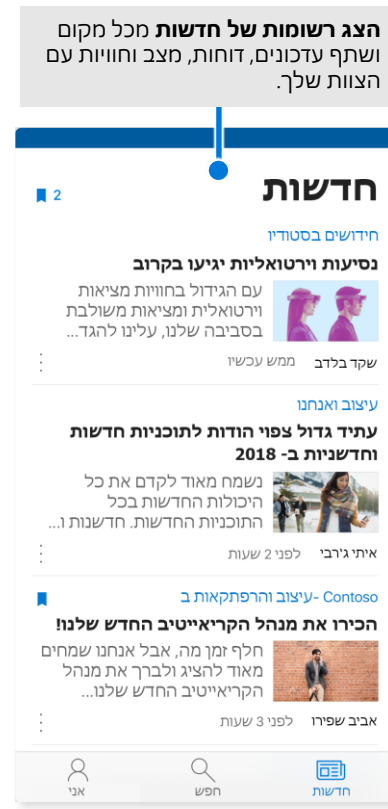 הצג רשומות של חדשות מכל מקום
ושתף עדכונים, דוחות, מצב וחוויות עם
הצוות שלך.
חדשות
2
חידושים בסטודיו
נסיעות וירטואליות יגיעו בקרוב
עם הגידול בחוויות מציאות
וירטואלית ומציאות משולבת
בסביבה שלנו, עלינו להגד...
שקד בלדב ממש עכשיו
עיצוב ואנחנו
עתיד גדול צפוי הודות לתוכניות חדשות
וחדשניות ב- 2018
נשמח מאוד לקדם את כל
היכולות החדשות בכל
התוכניות החדשות. חדשנות ו...
איתי ג'רבי לפני 2 שעות
Contoso -עיצוב והרפתקאות ב
הכירו את מנהל הקריאייטיב החדש שלנו!
חלף זמן מה, אבל אנחנו שמחים
מאוד להציג ולברך את מנהל
הקריאייטיב החדש שלנו...
אביב שפירו לפני 3 שעות
חדשות חפש אני